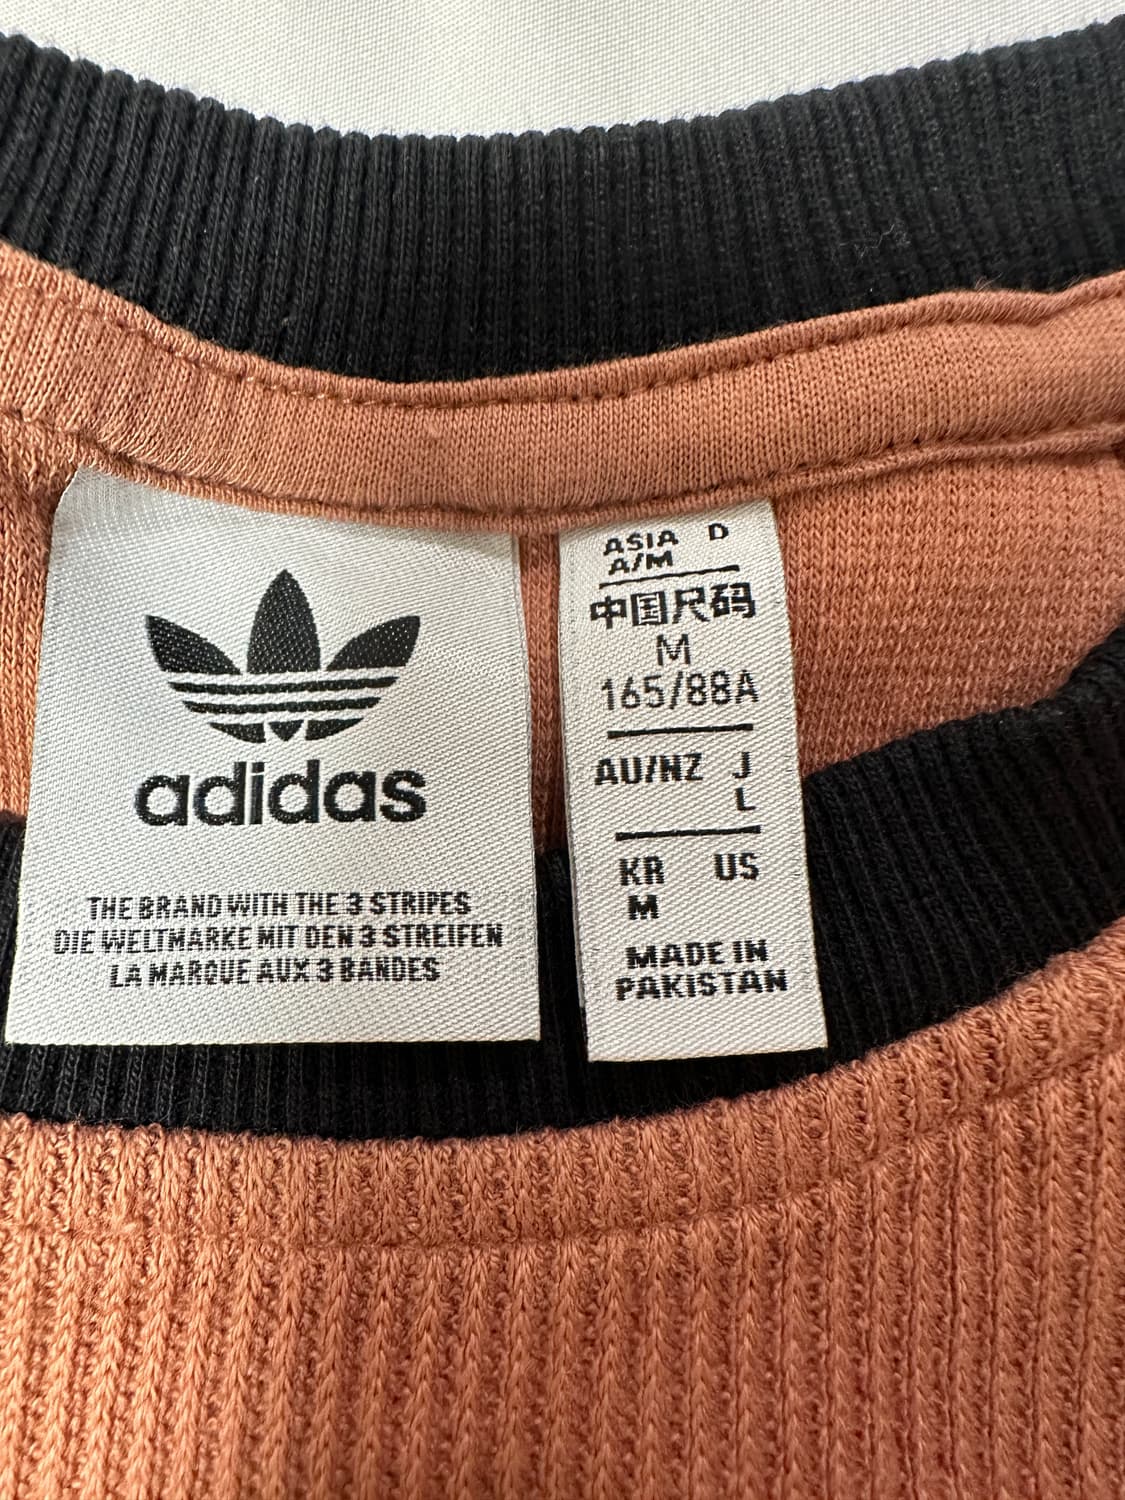 adidas
THE BRAND WITH THE 3 STRIPES
DIE WELTMARKE MIT DEN 3 STREIFEN
LA MARQUE AUX 3 BANDES
ASIA D
A/M
中国尺码
M
165/88A
AU/NZ J
L
KR US
M
MADE IN
PAKISTAN